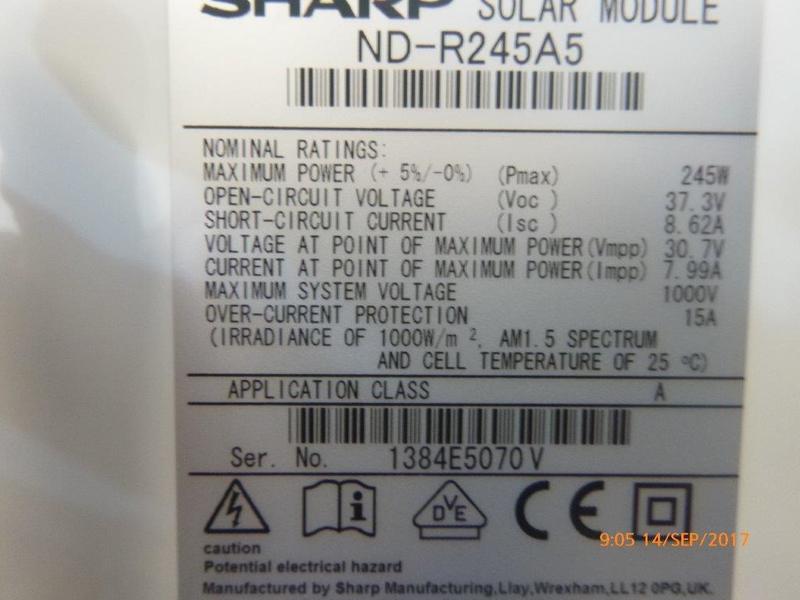 SHARP SOLAR MODULE
ND-R245A5
NOMINAL RATINGS:
MAXIMUM POWER (+ 5%/-0%) (Pmax) 245W
OPEN-CIRCUIT VOLTAGE (Voc ) 37.3V
SHORT-CIRCUIT CURRENT (Isc ) 8.62A
VOLTAGE AT POINT OF MAXIMUM POWER(Vmpp) 30.7V
CURRENT AT POINT OF MAXIMUM POWER(Impp) 7.99A
MAXIMUM SYSTEM VOLTAGE 1000V
OVER-CURRENT PROTECTION 15A
(IRRADIANCE OF 1000W/m ², AM1.5 SPECTRUM
AND CELL TEMPERATURE OF 25 ºC)
APPLICATION CLASS A
Ser. No. 1384E5070V
i DVE CE
9:05 14/SEP/2017
caution
Potential electrical hazard
Manufactured by Sharp Manufacturing,Llay,Wrexham,LL12 0PG,UK.